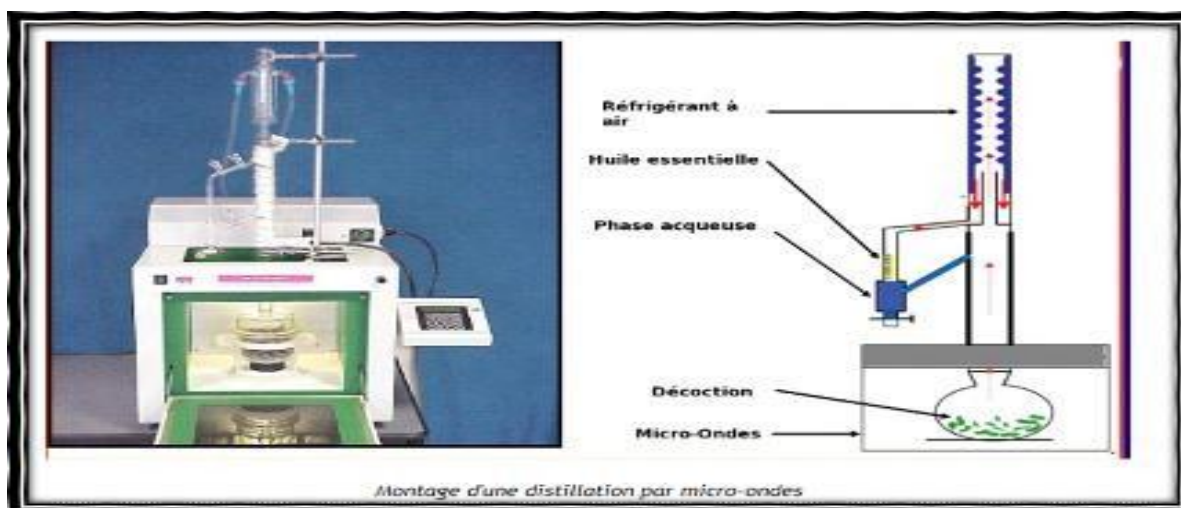 Réfrigérant à
air
Huile essentielle
Phase acqueuse
Décoction
Micro-Ondes
Montage d'une distillation par micro-ondes